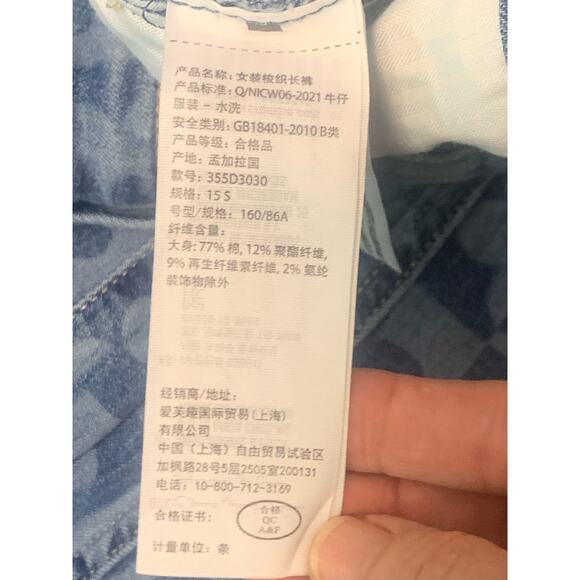 产品名称：女装梭织长裤
产品标准：Q/NICW06-2021 牛仔
服装 – 水洗
安全类别：GB18401-2010 B类
产品等级：合格品
产地：孟加拉国
款号：355D3030
规格：15 S
号型/规格：160/86A
纤维含量：
大身：77% 棉, 12% 聚酯纤维,
9% 再生纤维素纤维, 2% 氨纶
装饰物除外
经销商/地址：
爱芙趣国际贸易(上海)
有限公司
中国（上海）自由贸易试验区
加枫路28号5层2505室200131
电话：10-800-712-3169
合格证书：
合格
QC
A&F
计量单位：条